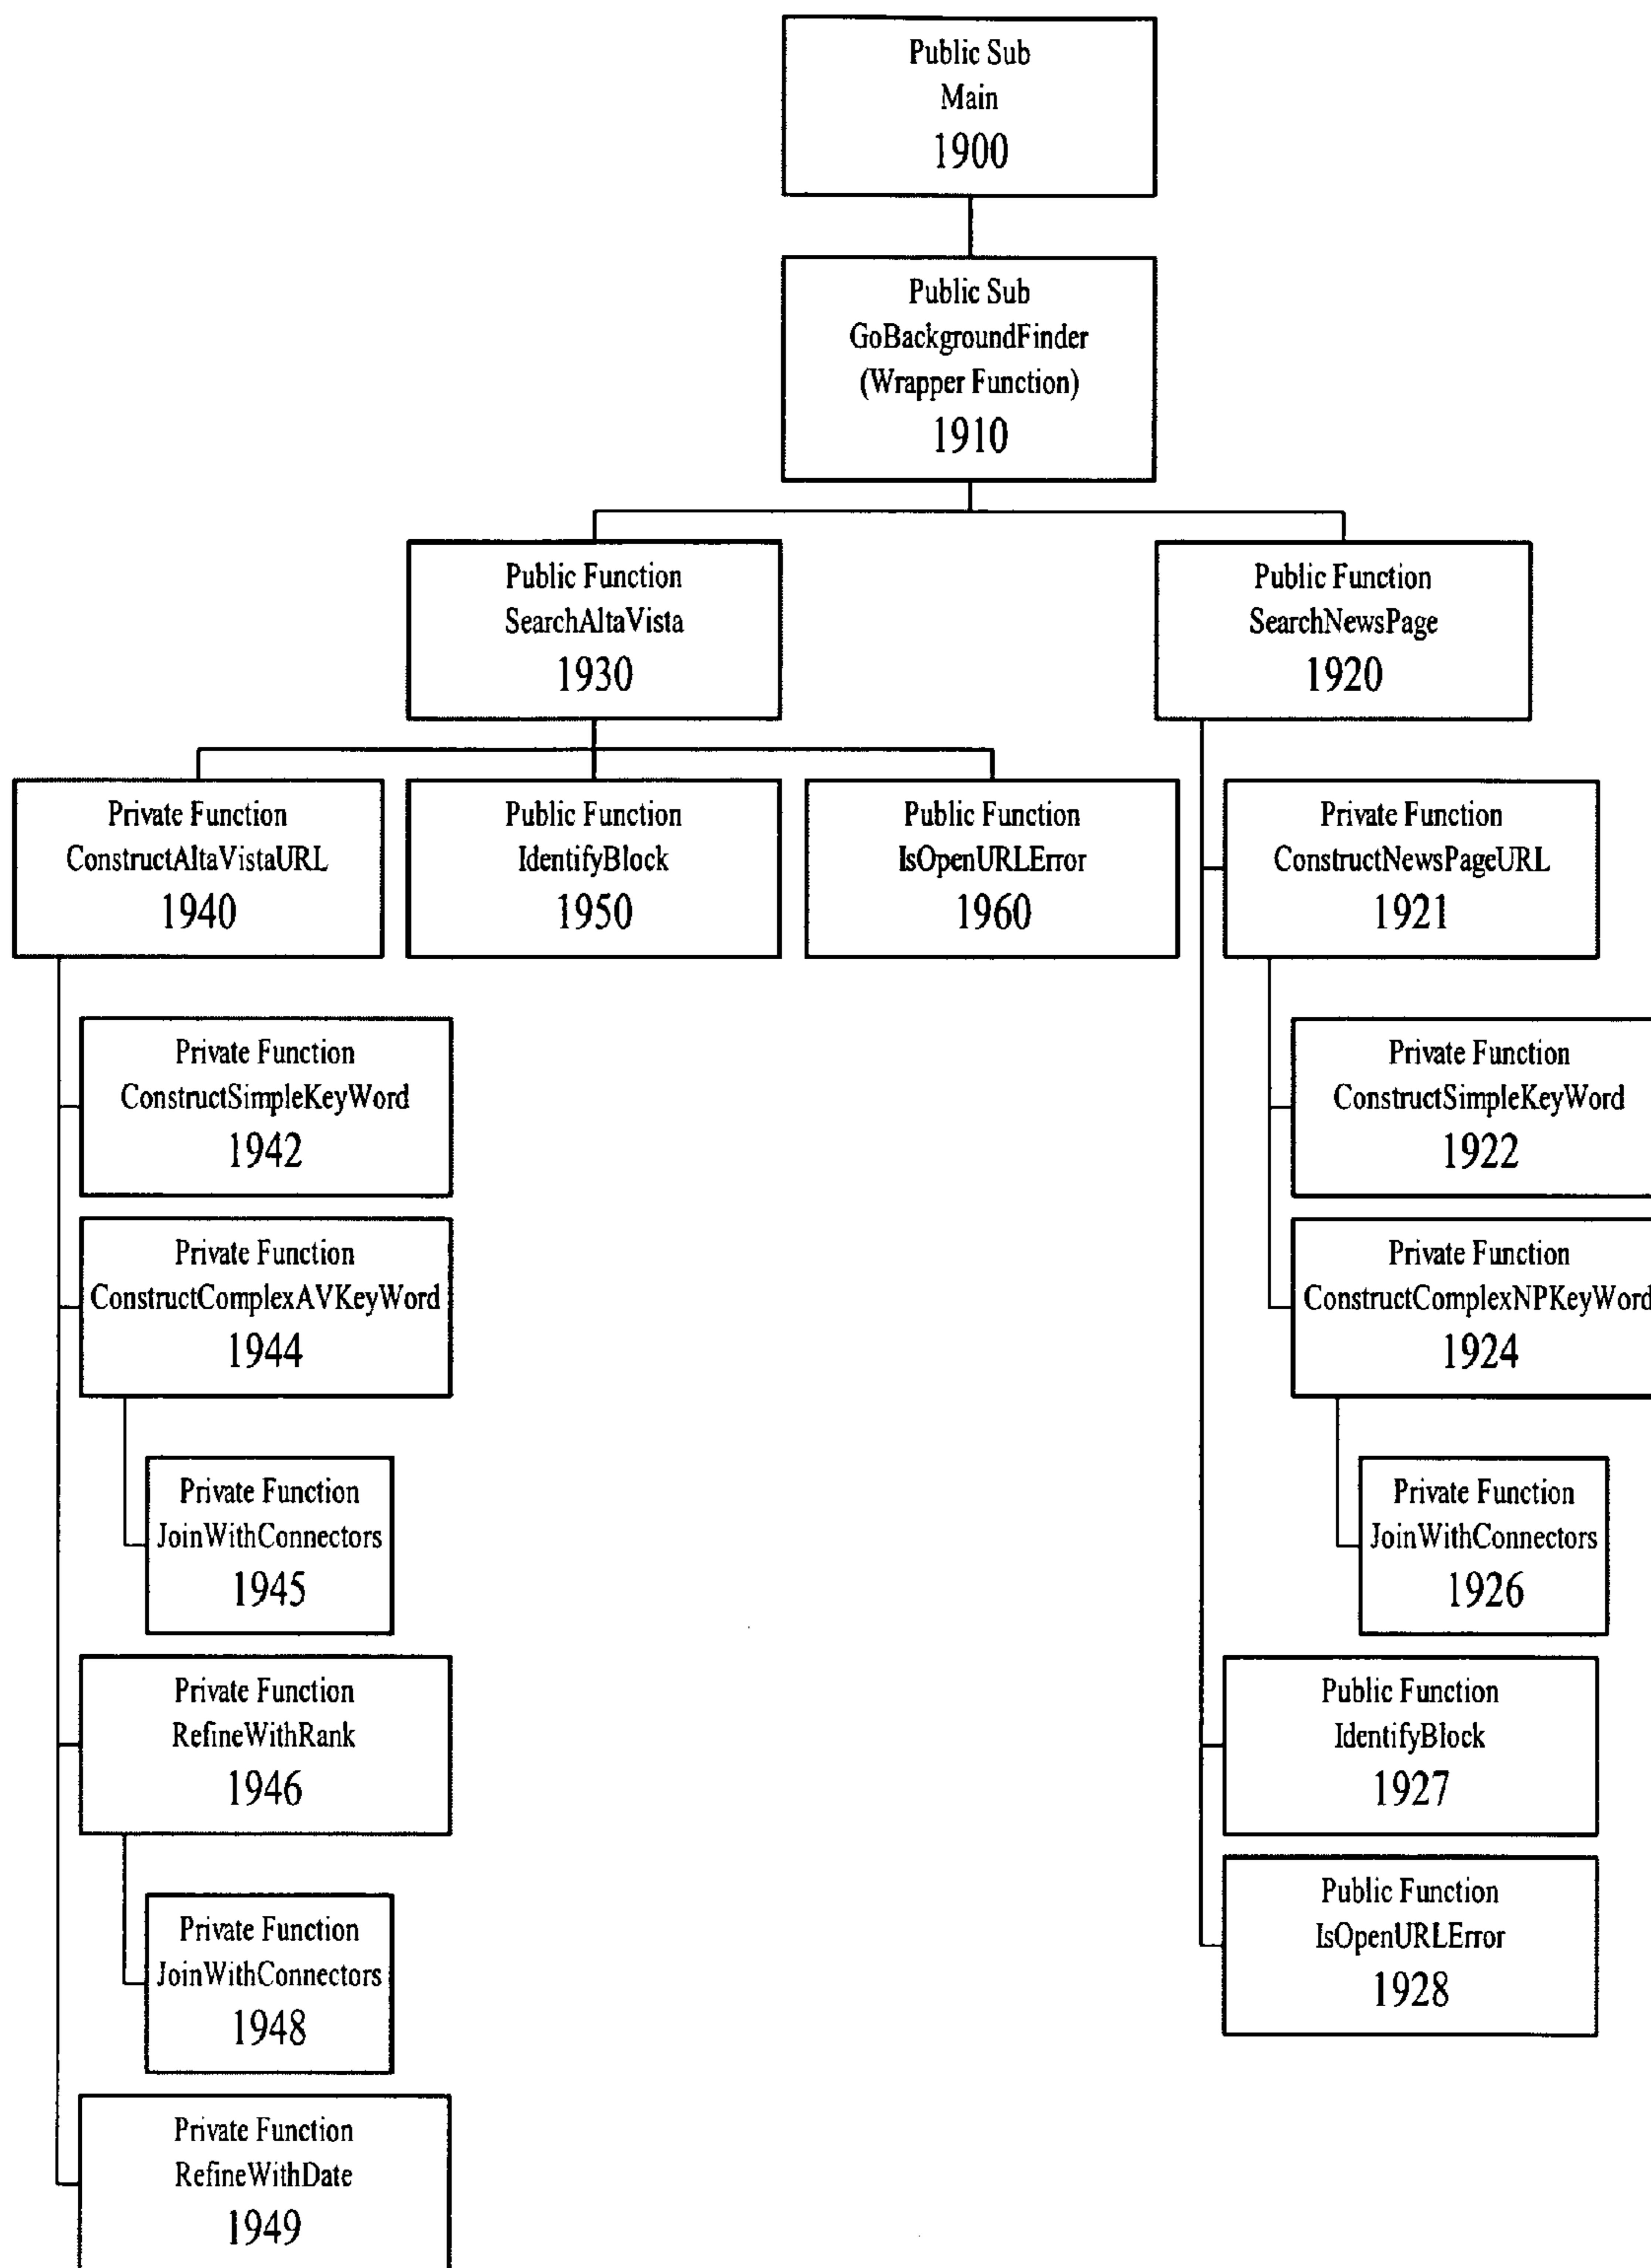 Public Sub
Main
1900
Public Sub
GoBackgroundFinder
(Wrapper Function)
1910
Public Function
SearchAltaVista
1930
Public Function
SearchNewsPage
1920
Private Function
ConstructAltaVistaURL
1940
Public Function
IdentifyBlock
1950
Public Function
IsOpenURLError
1960
Private Function
ConstructNewsPageURL
1921
Private Function
ConstructSimpleKeyWord
1942
Private Function
ConstructSimpleKeyWord
1922
Private Function
ConstructComplexAVKeyWord
1944
Private Function
ConstructComplexNPKeyWord
1924
Private Function
JoinWithConnectors
1945
Private Function
JoinWithConnectors
1926
Private Function
RefineWithRank
1946
Public Function
IdentifyBlock
1927
Private Function
JoinWithConnectors
1948
Public Function
IsOpenURLError
1928
Private Function
RefineWithDate
1949